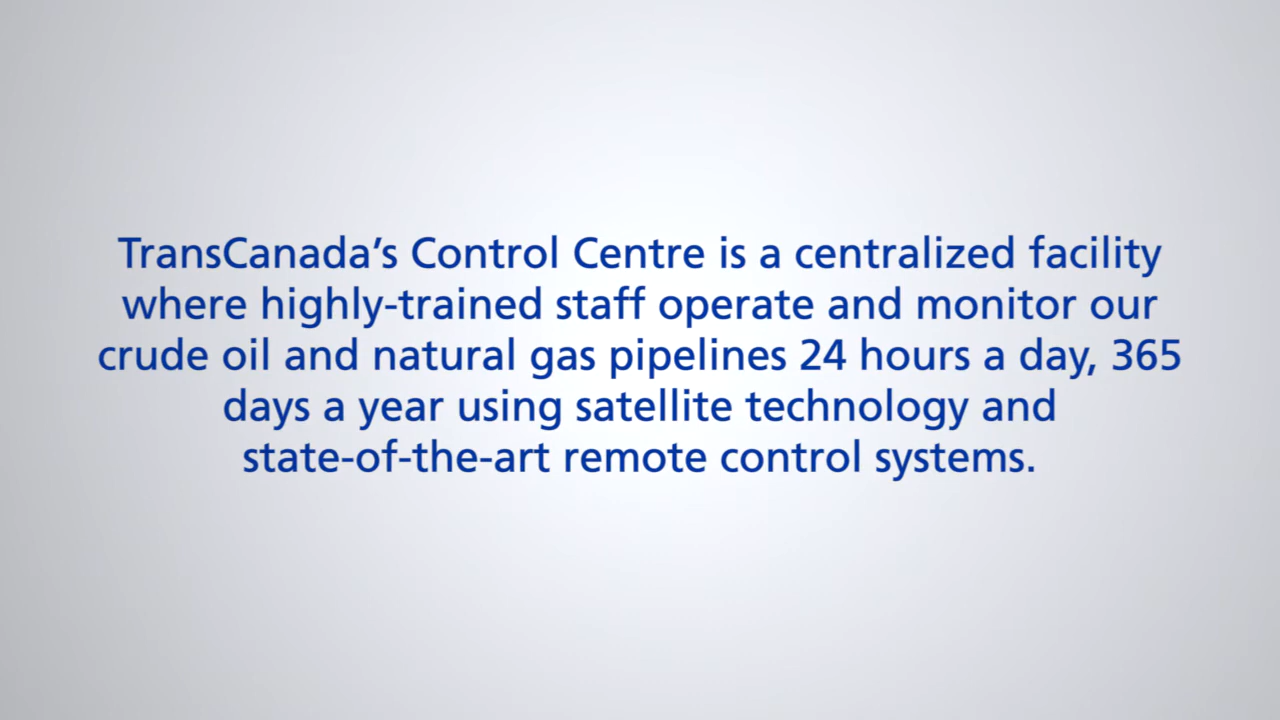 TransCanada’s Control Centre is a centralized facility
where highly-trained staff operate and monitor our
crude oil and natural gas pipelines 24 hours a day, 365
days a year using satellite technology and
state-of-the-art remote control systems.